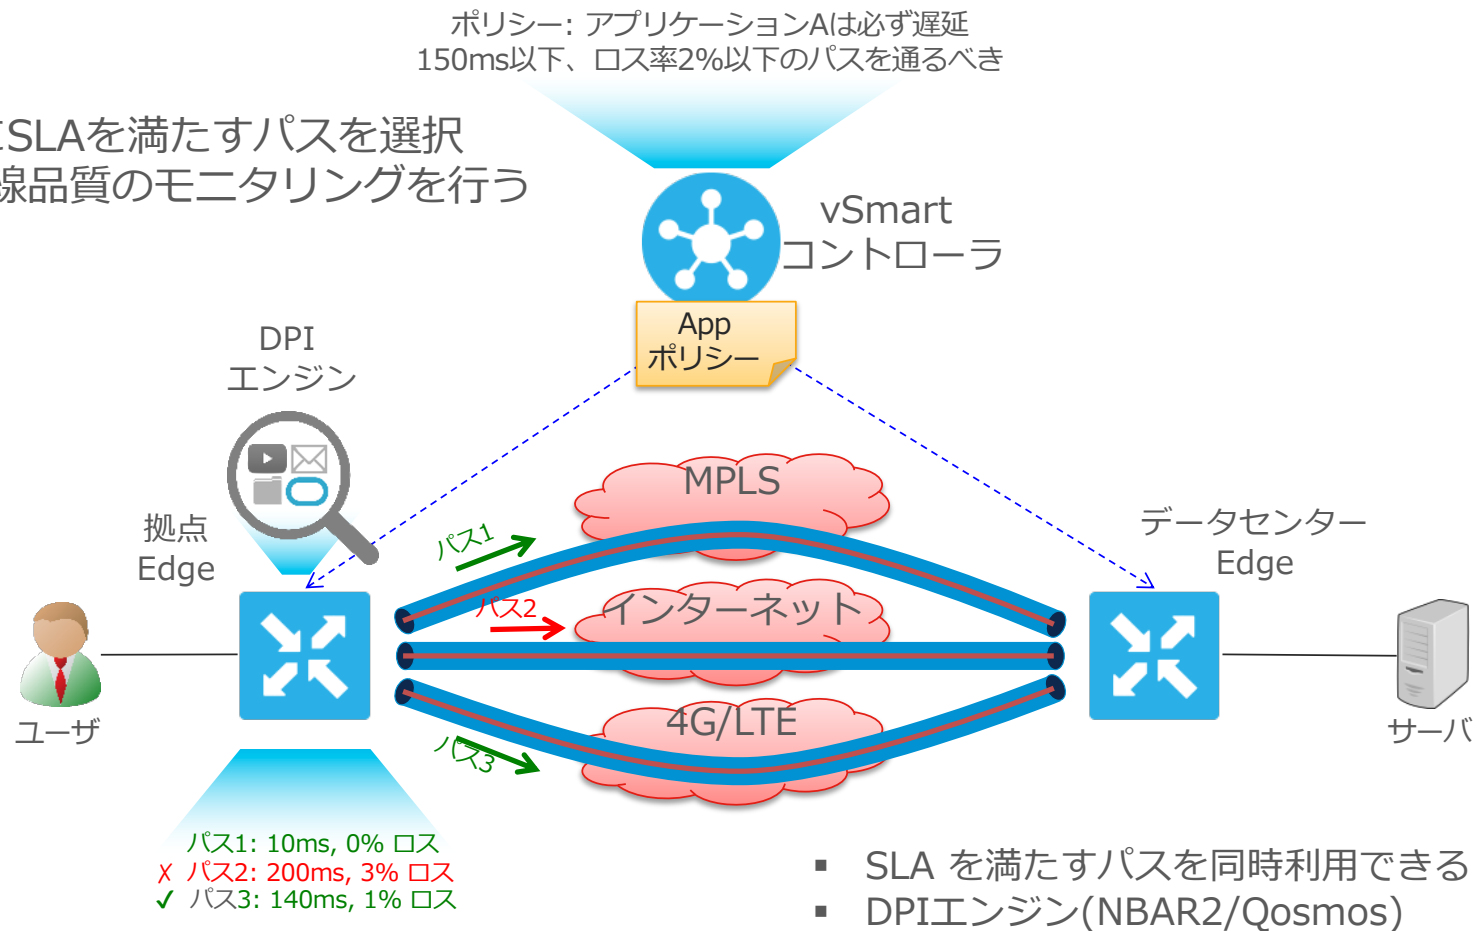 ポリシー: アプリケーションAは必ず遅延
150ms以下、ロス率2%以下のパスを通るべき
SLAを満たすパスを選択
線品質のモニタリングを行う
vSmart
コントローラ
App
ポリシー
DPI
エンジン
拠点
Edge
MPLS
パス1
データセンター
Edge
パス2
インターネット
ユーザ
サーバ
4G/LTE
パス3
パス1: 10ms, 0% ロス
✗ パス2: 200ms, 3% ロス
✓ パス3: 140ms, 1% ロス
▪ SLA を満たすパスを同時利用できる
▪ DPIエンジン(NBAR2/Qosmos)